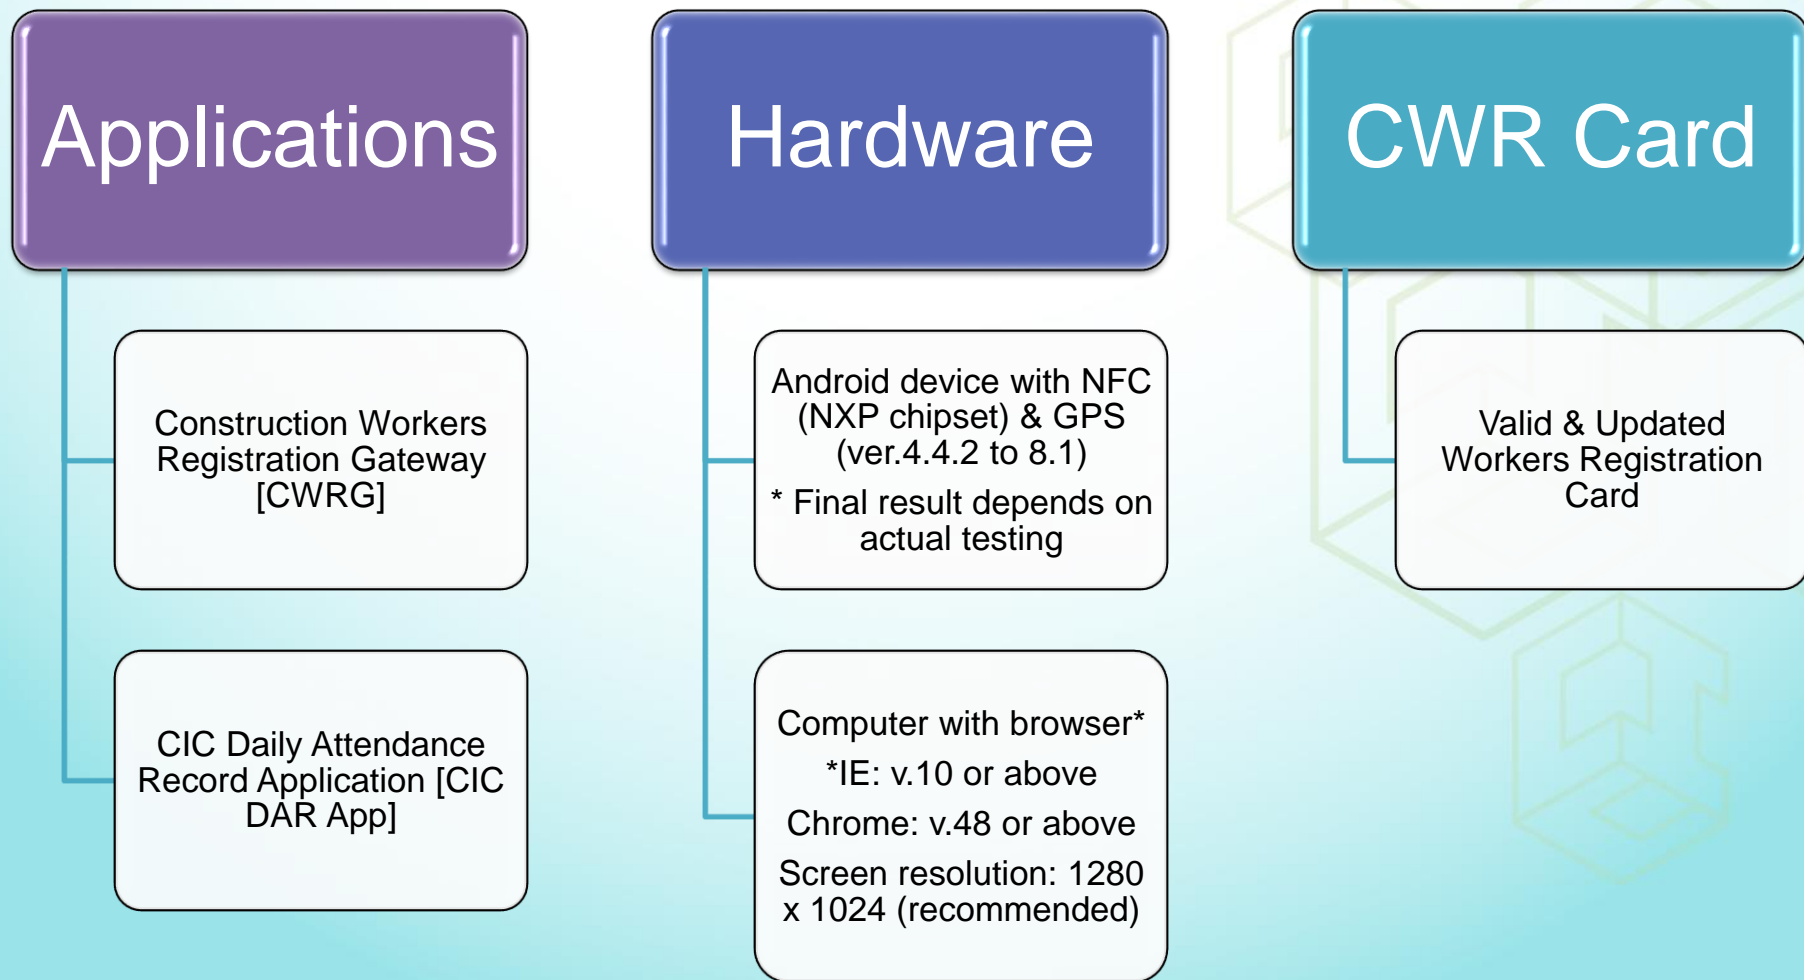 Applications
Construction Workers
Registration Gateway
[CWRG]
CIC Daily Attendance
Record Application [CIC
DAR App]
Hardware
Android device with NFC
(NXP chipset) & GPS
(ver.4.4.2 to 8.1)
* Final result depends on
actual testing
Computer with browser*
*IE: v.10 or above
Chrome: v.48 or above
Screen resolution: 1280
x 1024 (recommended)
CWR Card
Valid & Updated
Workers Registration
Card